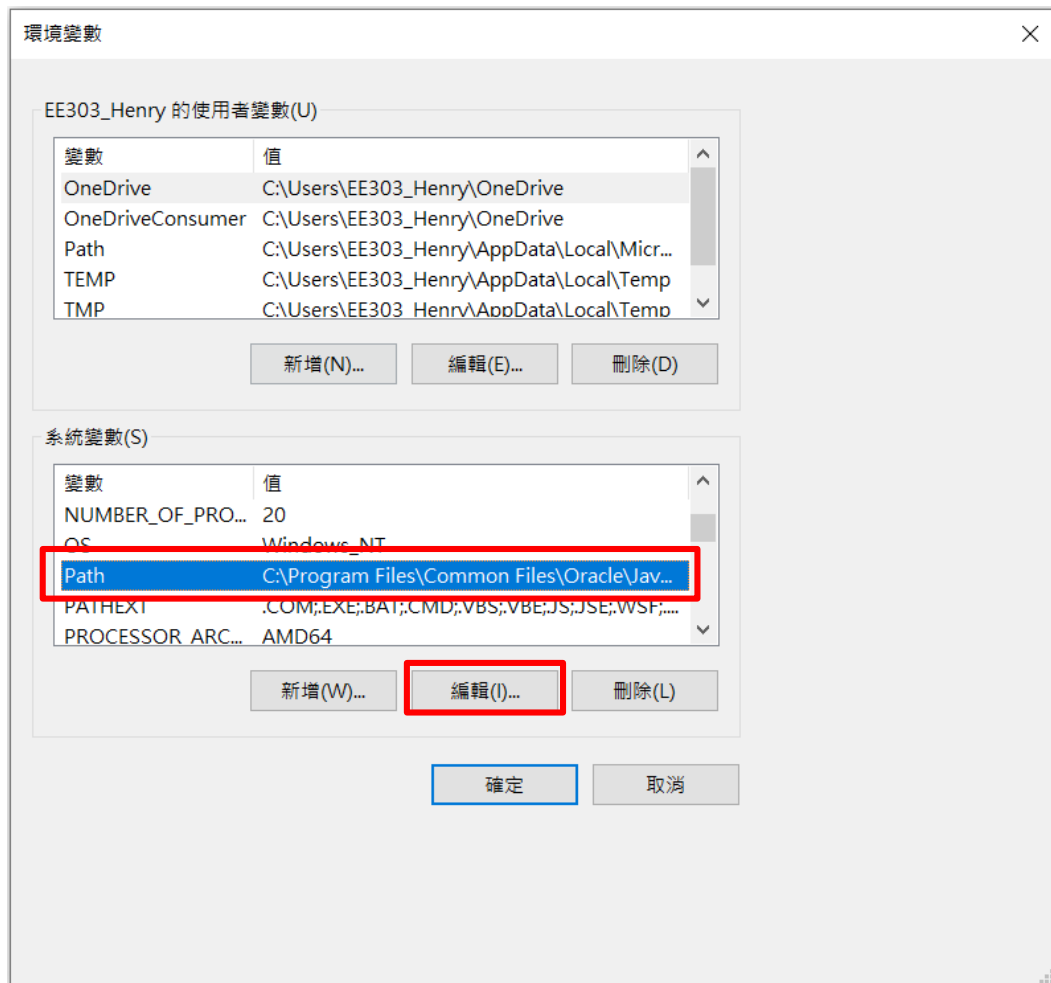 環境變數
EE303_Henry 的使用者變數(U)
變數 值
OneDrive C:\Users\EE303_Henry\OneDrive
OneDriveConsumer C:\Users\EE303_Henry\OneDrive
Path C:\Users\EE303_Henry\AppData\Local\Micr...
TEMP C:\Users\EE303_Henry\AppData\Local\Temp
TMP C:\Users\EE303_Henry\AppData\Local\Temp
新增(N)... 編輯(E)... 刪除(D)
系統變數(S)
變數 值
NUMBER_OF_PRO... 20
OS Windows_NT
Path C:\Program Files\Common Files\Oracle\Jav...
PATHEXT .COM;.EXE;.BAT;.CMD;.VBS;.VBE;.JS;.JSE;.WSF;....
PROCESSOR_ARC... AMD64
新增(W)... 編輯(I)... 刪除(L)
確定 取消